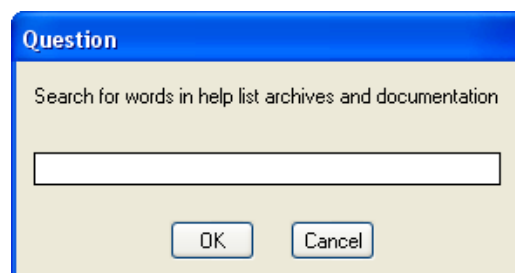 Question
Search for words in help list archives and documentation
OK
Cancel